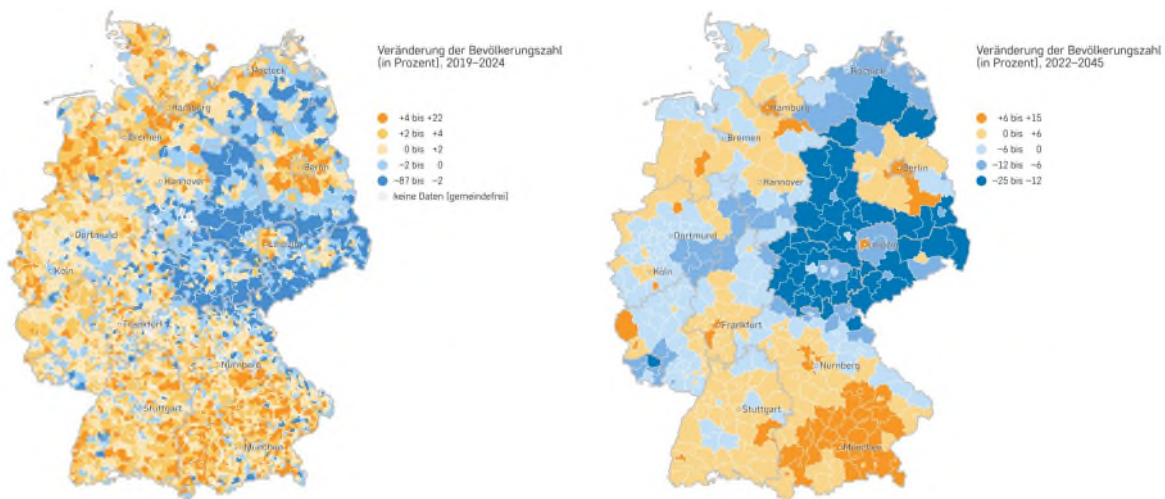 Veränderung der Bevölkerungszahl
(in Prozent), 2019–2024
+4 bis +22
+2 bis +4
0 bis +2
−2 bis 0
−87 bis −2
keine Daten (gemeindefrei)
Rostock
Hamburg
Bremen
Berlin
Hannover
Dortmund
Leipzig
Köln
Frankfurt
Nürnberg
Stuttgart
München
Veränderung der Bevölkerungszahl
(in Prozent), 2022–2045
+6 bis +15
0 bis +6
−6 bis 0
−12 bis −6
−25 bis −12
Rostock
Hamburg
Bremen
Berlin
Hannover
Dortmund
Leipzig
Köln
Frankfurt
Nürnberg
Stuttgart
München